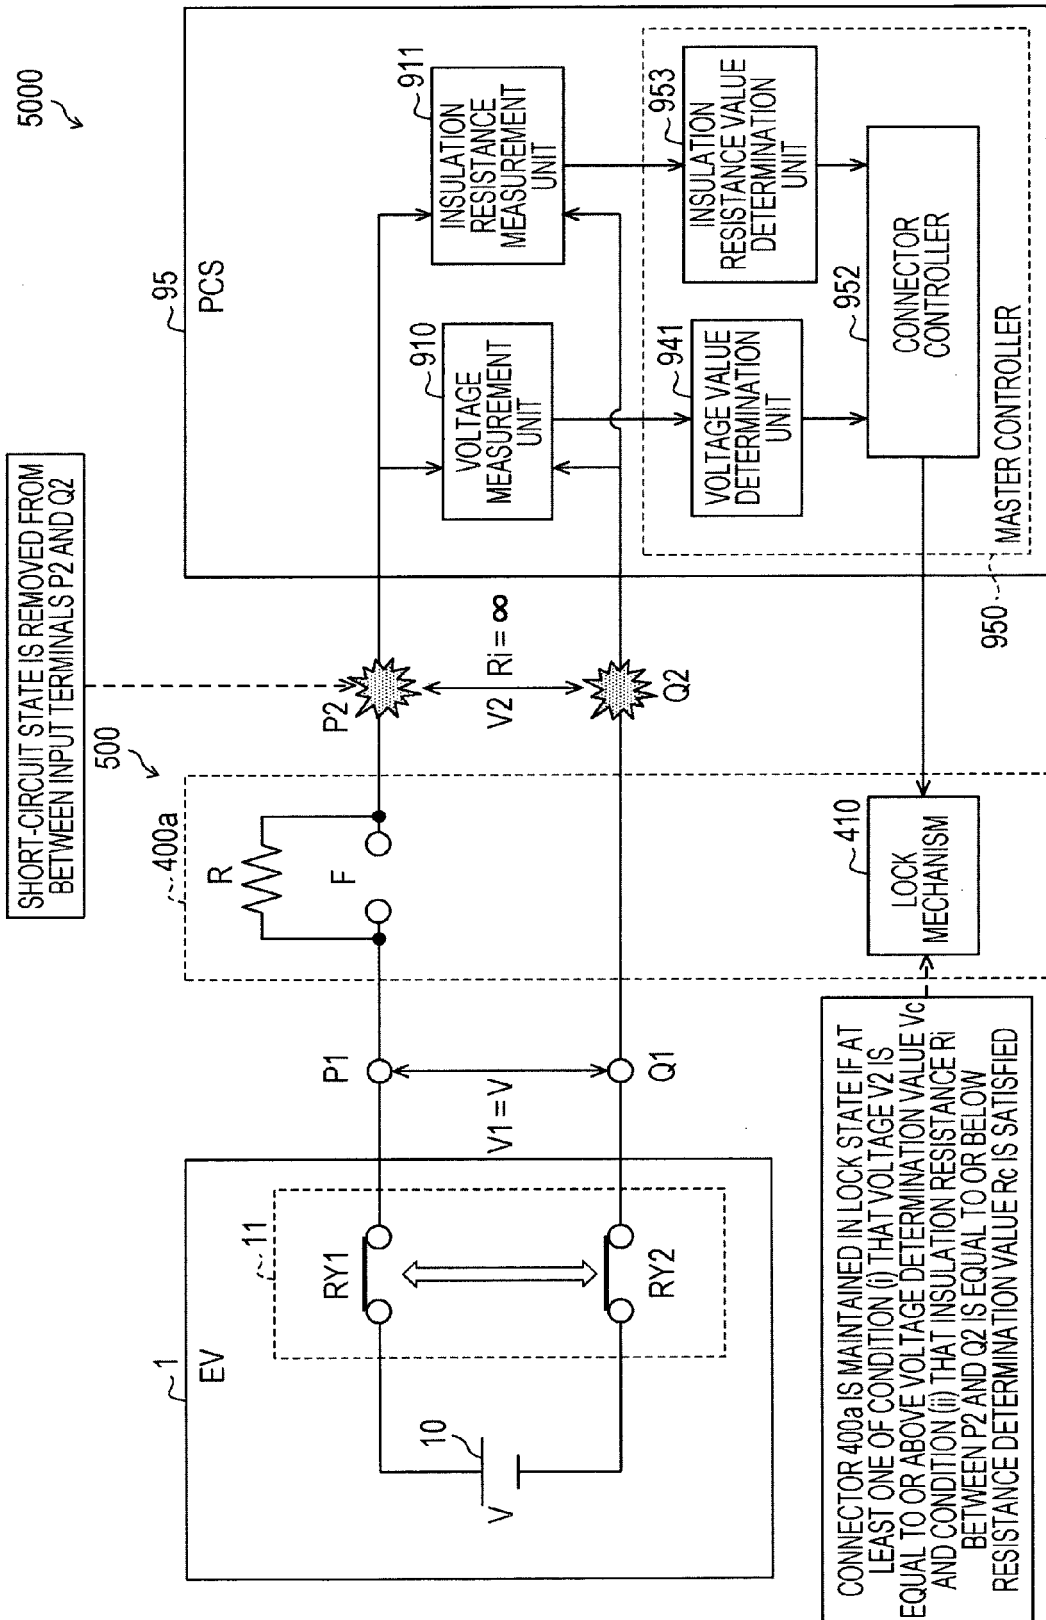 5000
SHORT-CIRCUIT STATE IS REMOVED FROM
BETWEEN INPUT TERMINALS P2 AND Q2
1
EV
11
RY1
RY2
10
V
P1
V1 = V
Q1
500
400a
R
F
410
LOCK
MECHANISM
P2
V2
Ri = ∞
Q2
95
PCS
910
VOLTAGE
MEASUREMENT
UNIT
911
INSULATION
RESISTANCE
MEASUREMENT
UNIT
941
VOLTAGE VALUE
DETERMINATION
UNIT
953
INSULATION
RESISTANCE VALUE
DETERMINATION
UNIT
952
CONNECTOR
CONTROLLER
MASTER CONTROLLER
950
CONNECTOR 400a IS MAINTAINED IN LOCK STATE IF AT
LEAST ONE OF CONDITION (i) THAT VOLTAGE V2 IS
EQUAL TO OR ABOVE VOLTAGE DETERMINATION VALUE Vc
AND CONDITION (ii) THAT INSULATION RESISTANCE Ri
BETWEEN P2 AND Q2 IS EQUAL TO OR BELOW
RESISTANCE DETERMINATION VALUE Rc IS SATISFIED